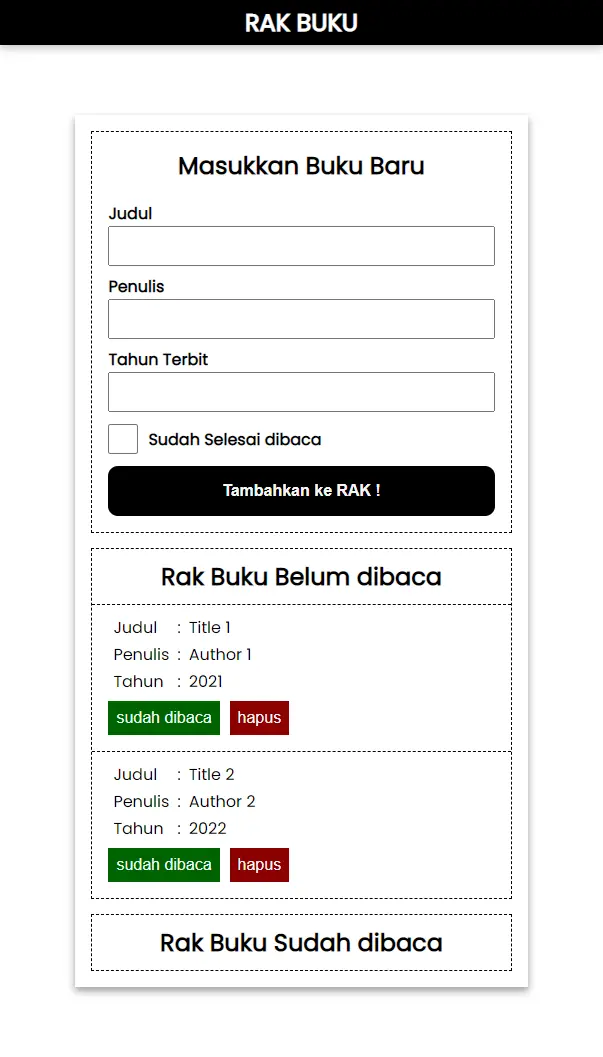 RAK BUKU
Masukkan Buku Baru
Judul
Penulis
Tahun Terbit
Sudah Selesai dibaca
Tambahkan ke RAK !
Rak Buku Belum dibaca
Judul : Title 1
Penulis : Author 1
Tahun : 2021
sudah dibaca hapus
Judul : Title 2
Penulis : Author 2
Tahun : 2022
sudah dibaca hapus
Rak Buku Sudah dibaca